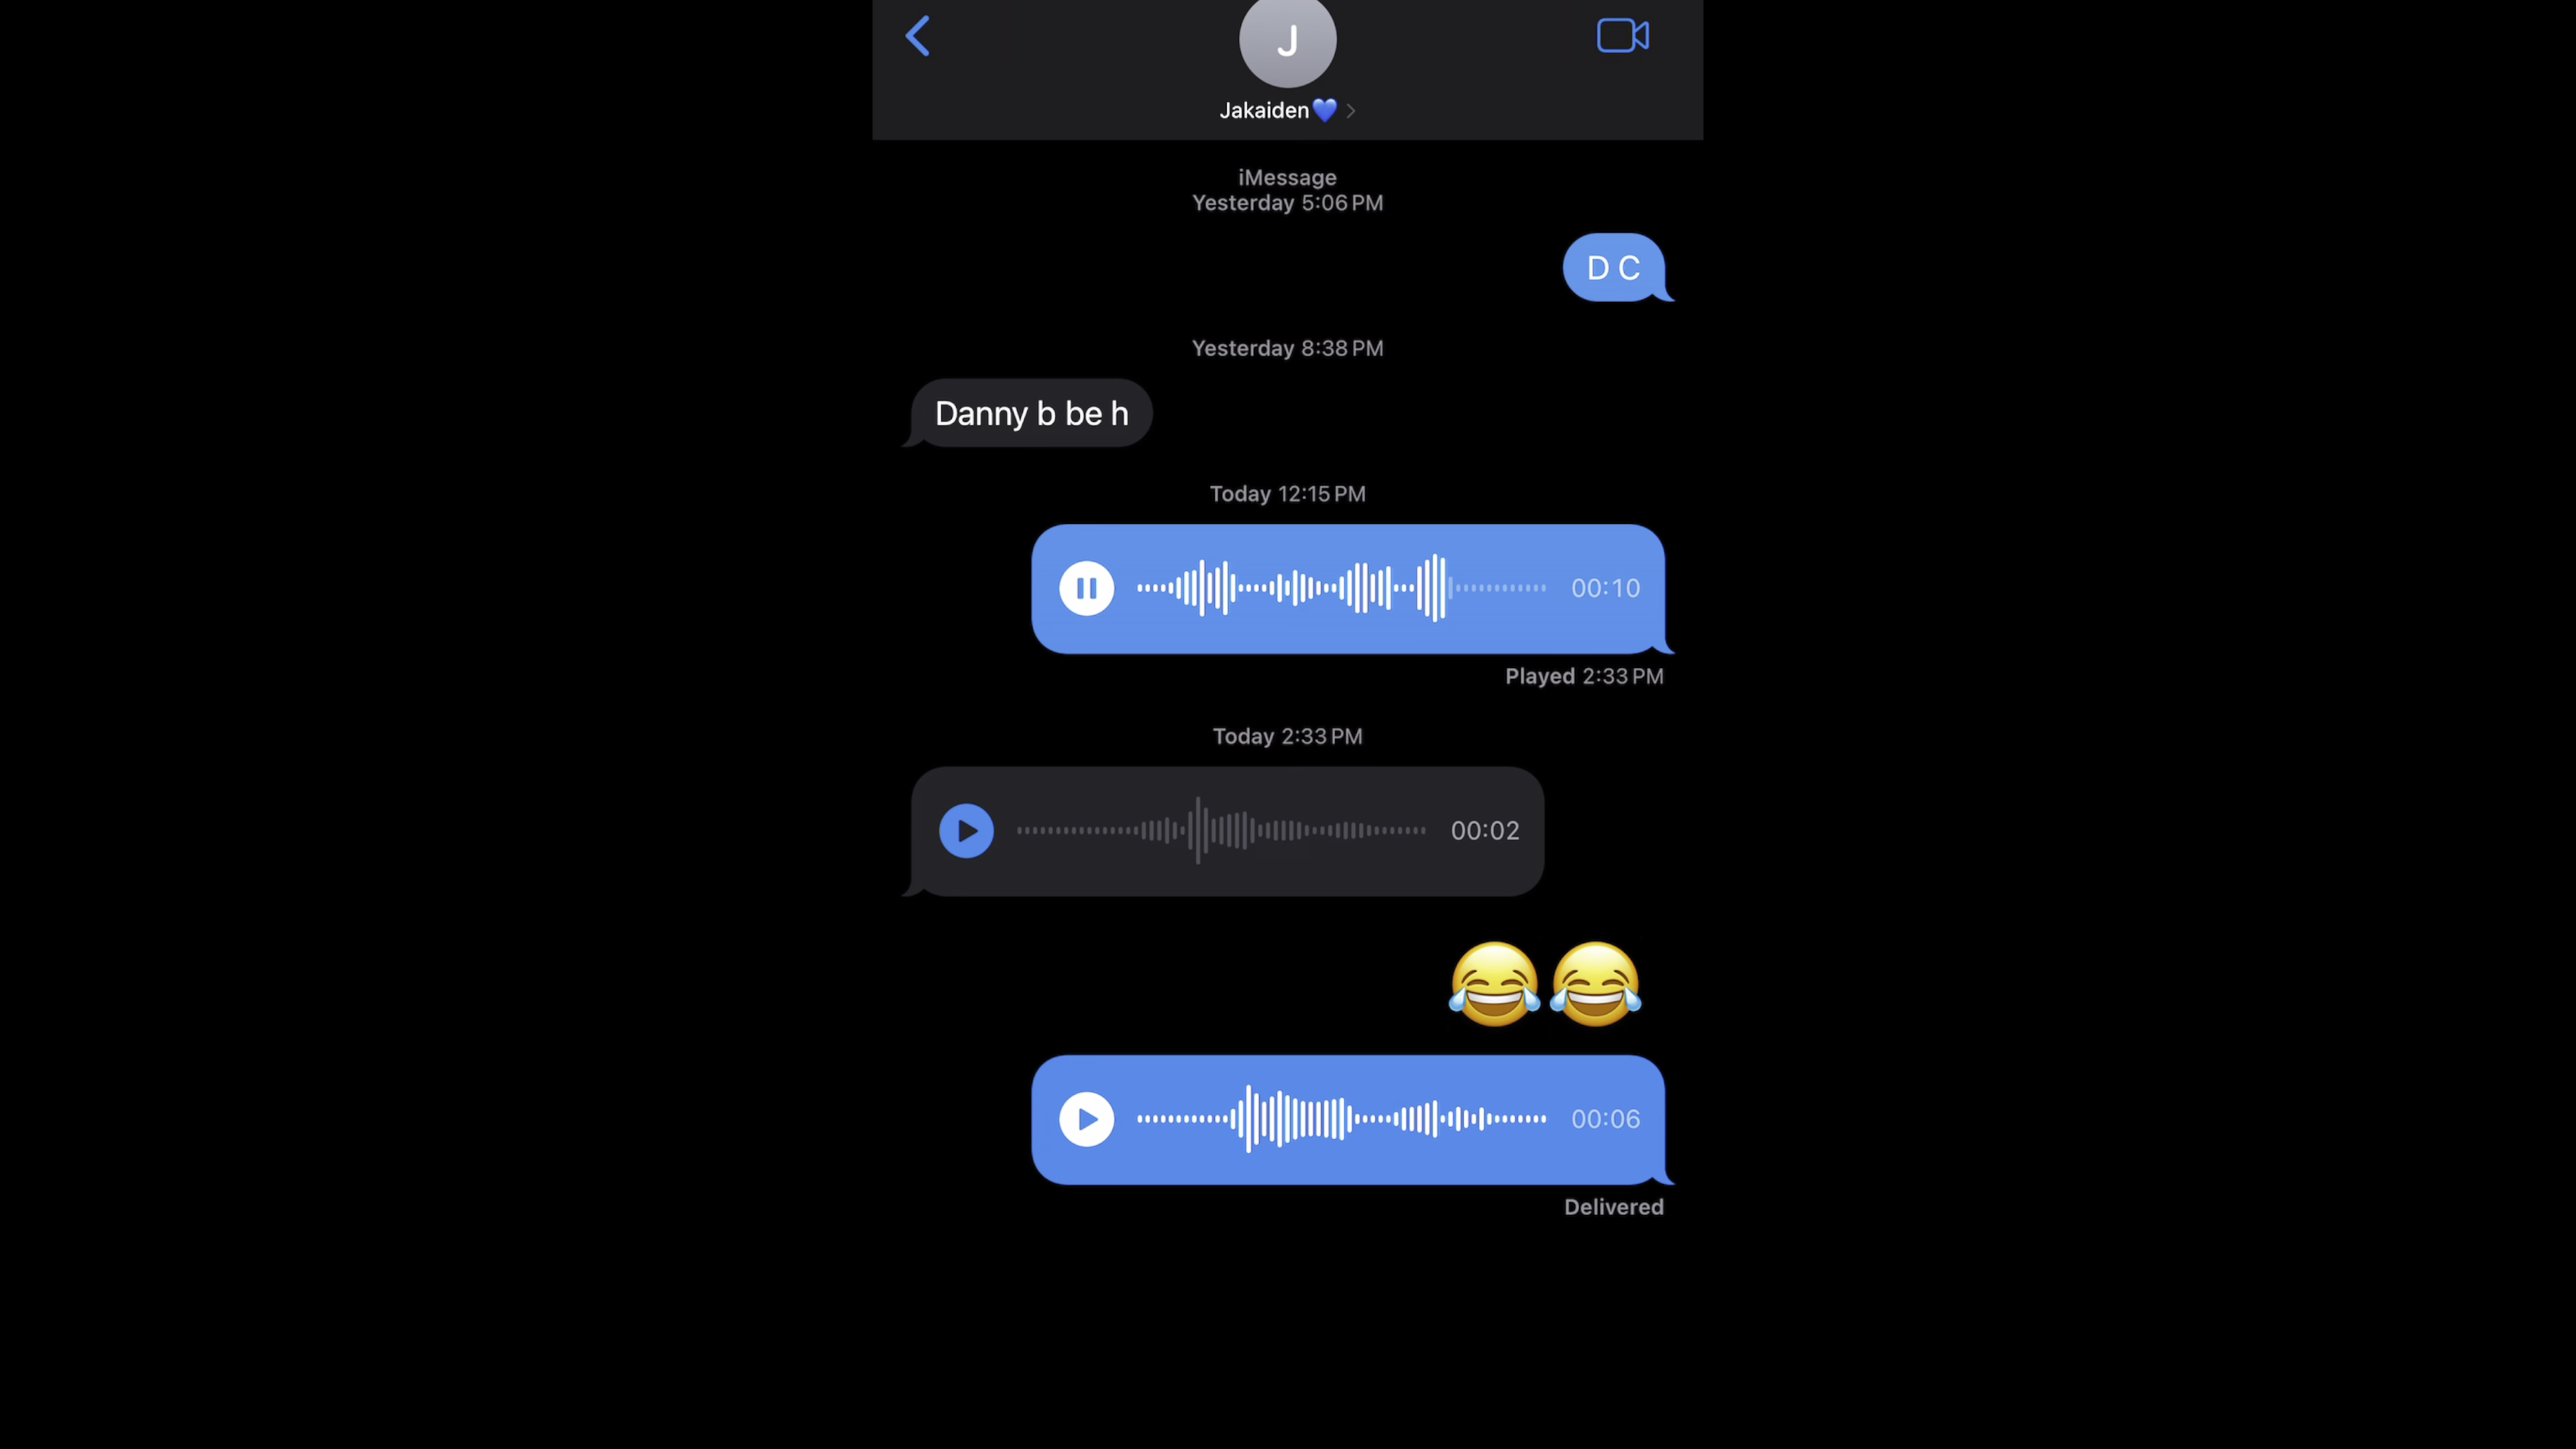 J
Jakaiden💙
iMessage
Yesterday 5:06 PM
D C
Yesterday 8:38 PM
Danny b be h
Today 12:15 PM
00:10
Played 2:33 PM
Today 2:33 PM
00:02
😂😂
00:06
Delivered